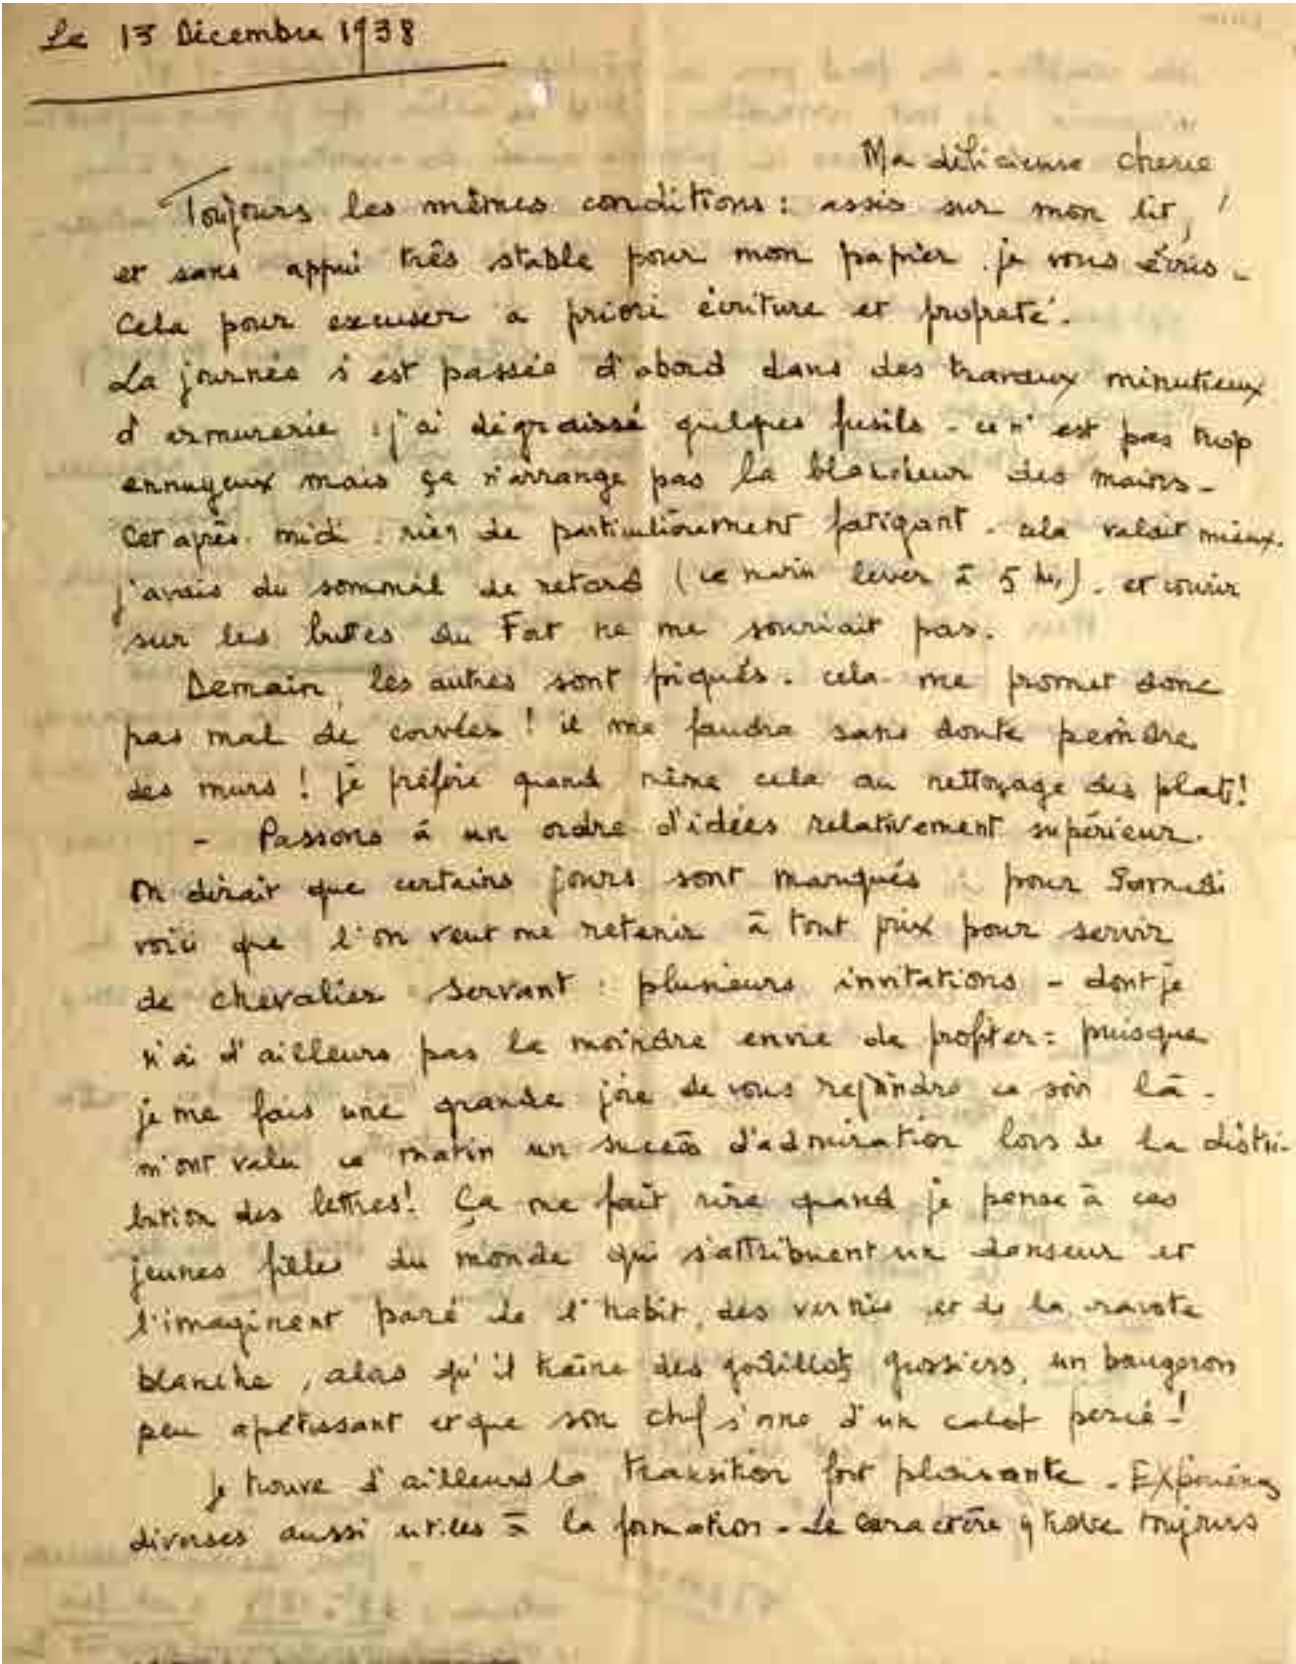 Le 13 Décembre 1938
Ma délicieuse cherie,
Toujours les mêmes conditions : assis sur mon lit,
et sans appui très stable pour mon papier. je vous écris -
Cela pour excuser a priori écriture et propreté.
La journée s'est passée d'abord dans des travaux minutieux
d'armurerie : j'ai dégraissé quelques fusils - ce n'est pas trop
ennuyeux mais ça n'arrange pas la blancheur des mains -
Cet après-midi : rien de particulièrement fatigant. cela valait mieux.
j'avais du sommeil de retard (ce matin lever à 5 hrs). et courir
sur les buttes du Fort ne me souriait pas.
Demain, les autres sont piqués. cela me promet donc
pas mal de corvées ! il me faudra sans doute peindre
des murs ! je préfère quand même cela au nettoyage des plats !
- Passons à un ordre d'idées relativement supérieur.
On dirait que certains jours sont marqués : pour Samedi
voici que l'on veut me retenir à tout prix pour servir
de chevalier servant : plusieurs invitations - dont je
n'ai d'ailleurs pas la moindre envie de profiter : puisque
je me fais une grande joie de vous rejoindre ce soir là -
m'ont valu ce matin un succès d'admiration lors de la distri-
bution des lettres ! Ça me fait rire quand je pense à ces
jeunes filles du monde qui s'attribuent un danseur et
l'imaginent paré de l'habit, des vernis et de la
blanche, alors qu'il traîne des godillots grossiers, un bourgeron
peu apétissant et que son chef s'orne d'un calot percé !
Je trouve d'ailleurs la transition fort plaisante. Expériences
diverses aussi utiles à la formation - Le caractère y trouve toujours